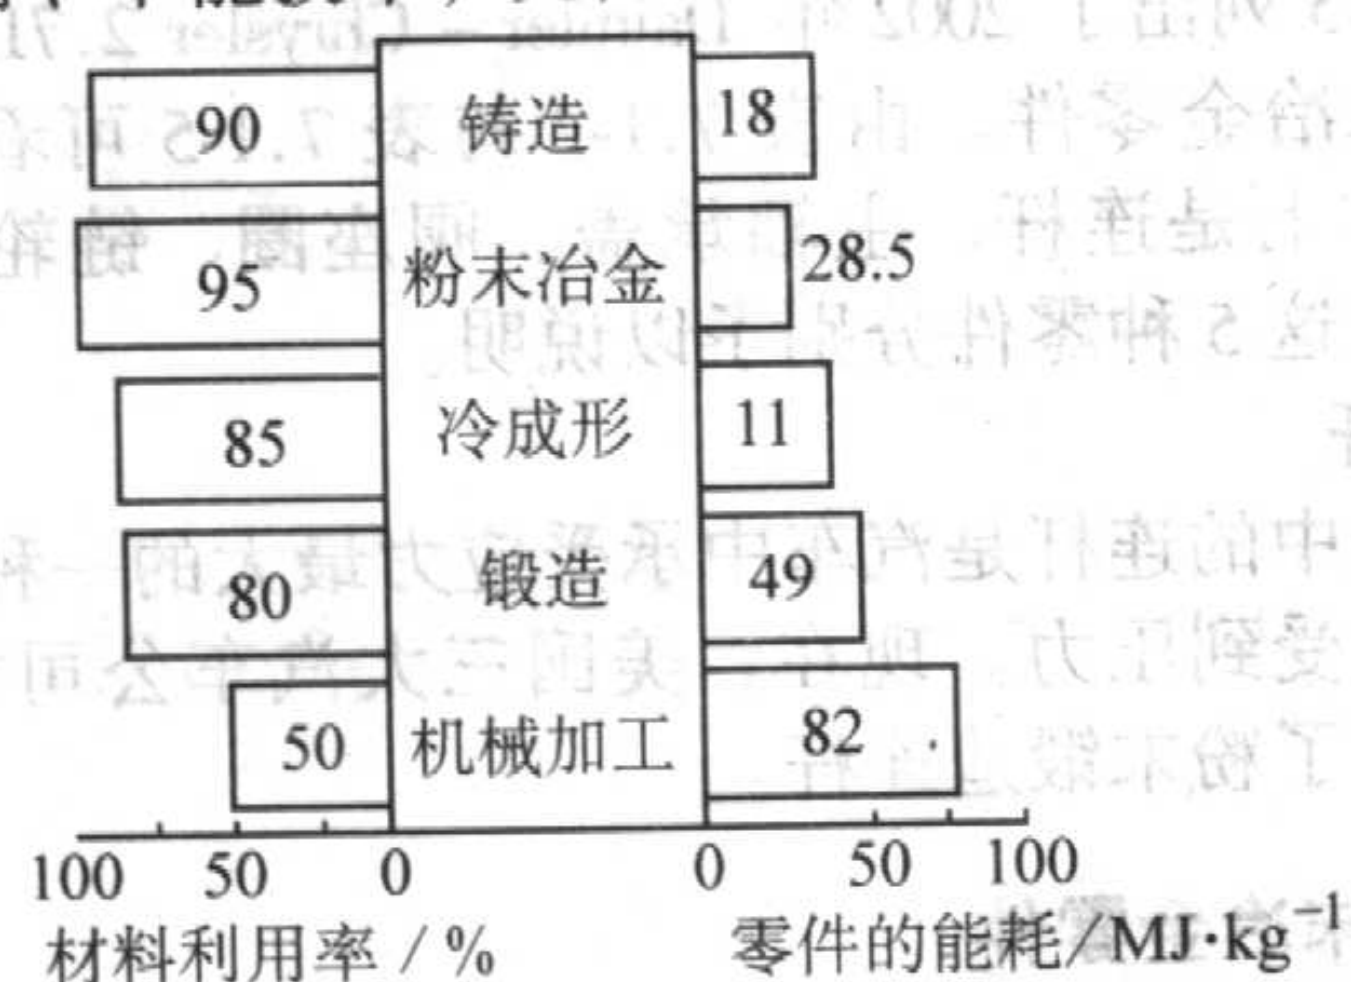 90 铸造 18
95 粉末冶金 28.5
85 冷成形 11
80 锻造 49
50 机械加工 82
100 50 0 0 50 100
材料利用率/% 零件的能耗/MJ·kg⁻¹